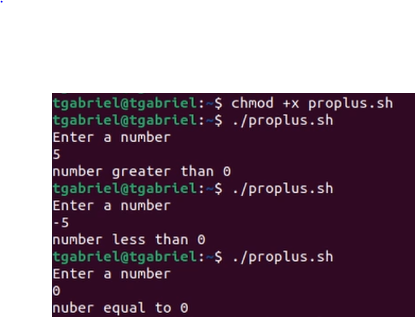 .
tgabriel@tgabriel:~$ chmod +x proplus.sh
tgabriel@tgabriel:~$ ./proplus.sh
Enter a number
5
number greater than 0
tgabriel@tgabriel:~$ ./proplus.sh
Enter a number
-5
number less than 0
tgabriel@tgabriel:~$ ./proplus.sh
Enter a number
0
nuber equal to 0